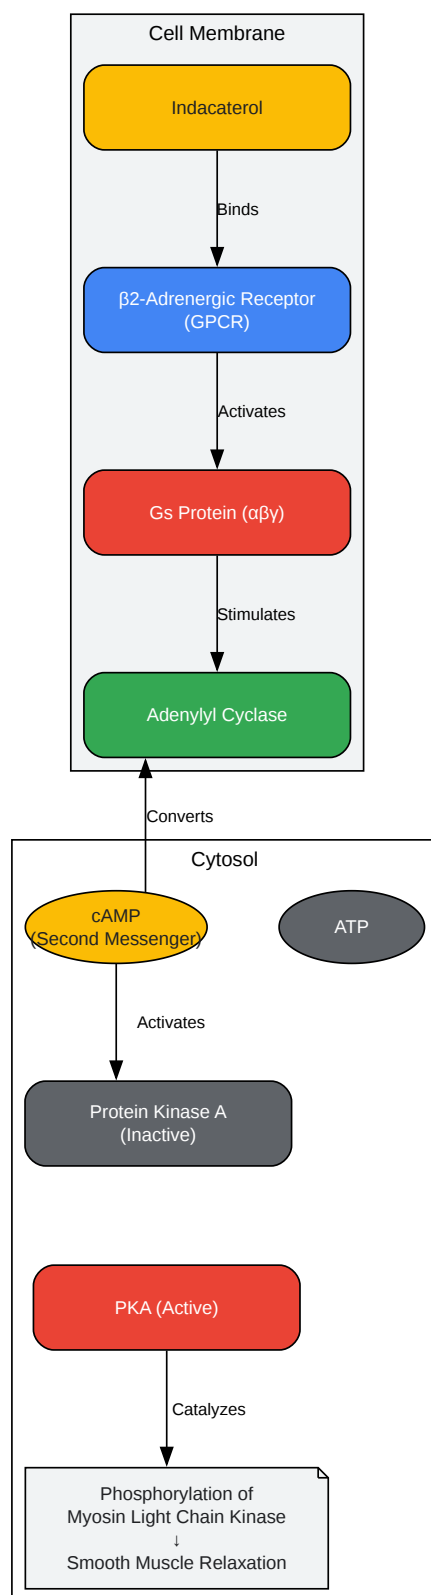 Cell Membrane
Indacaterol
Binds
β2-Adrenergic Receptor
(GPCR)
Activates
Gs Protein (αβγ)
Stimulates
Adenylyl Cyclase
Converts
Cytosol
cAMP
(Second Messenger)
ATP
Activates
Protein Kinase A
(Inactive)
PKA (Active)
Catalyzes
Phosphorylation of
Myosin Light Chain Kinase
↓
Smooth Muscle Relaxation